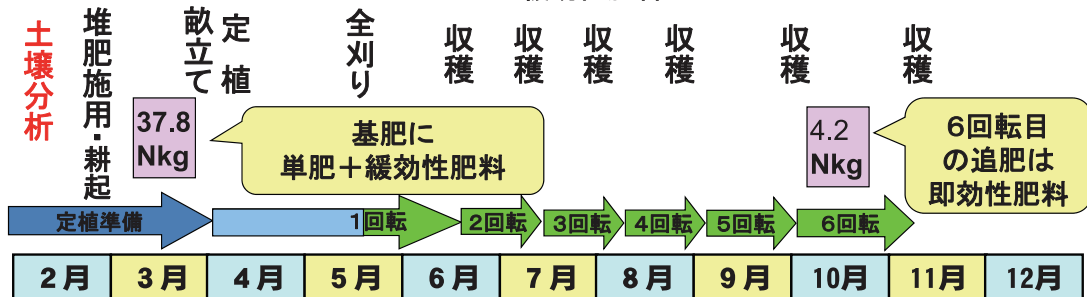 土壌分析
堆肥施用・耕起
畝立て
定植
全刈り
収穫
収穫
収穫
収穫
収穫
収穫
37.8
Nkg
基肥に
単肥＋緩効性肥料
4.2
Nkg
6回転目
の追肥は
即効性肥料
定植準備
1回転
2回転
3回転
4回転
5回転
6回転
2月
3月
4月
5月
6月
7月
8月
9月
10月
11月
12月